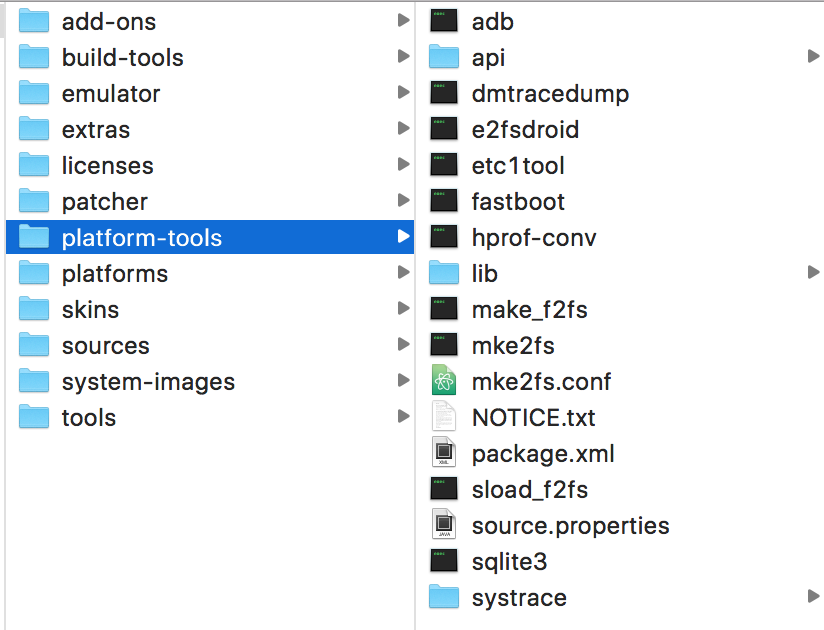 add-ons
build-tools
emulator
extras
licenses
patcher
platform-tools
platforms
skins
sources
system-images
tools
adb
api
dmtracedump
e2fsdroid
etc1tool
fastboot
hprof-conv
lib
make_f2fs
mke2fs
mke2fs.conf
NOTICE.txt
package.xml
sload_f2fs
source.properties
sqlite3
systrace